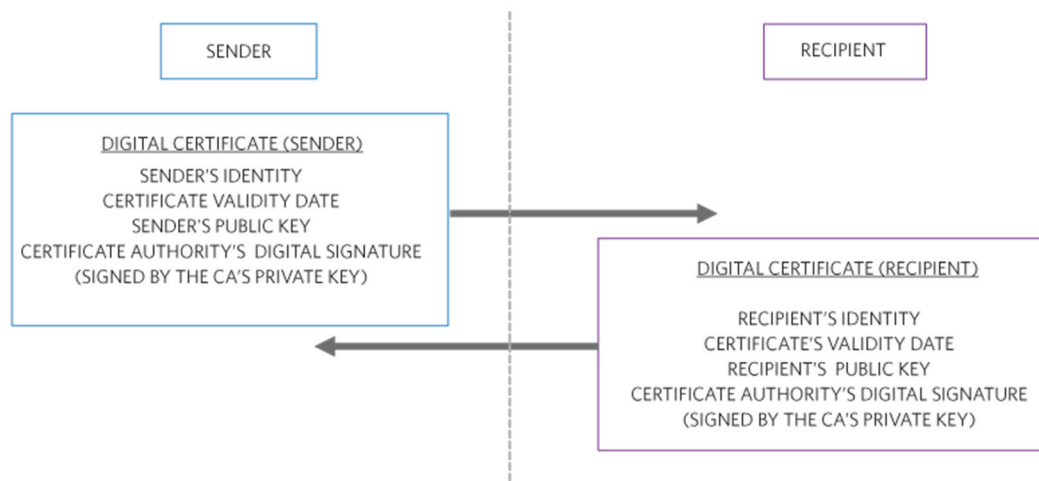 SENDER
RECIPIENT
DIGITAL CERTIFICATE (SENDER)
SENDER'S IDENTITY
CERTIFICATE VALIDITY DATE
SENDER'S PUBLIC KEY
CERTIFICATE AUTHORITY'S DIGITAL SIGNATURE
(SIGNED BY THE CA'S PRIVATE KEY)
DIGITAL CERTIFICATE (RECIPIENT)
RECIPIENT'S IDENTITY
CERTIFICATE'S VALIDITY DATE
RECIPIENT'S PUBLIC KEY
CERTIFICATE AUTHORITY'S DIGITAL SIGNATURE
(SIGNED BY THE CA'S PRIVATE KEY)